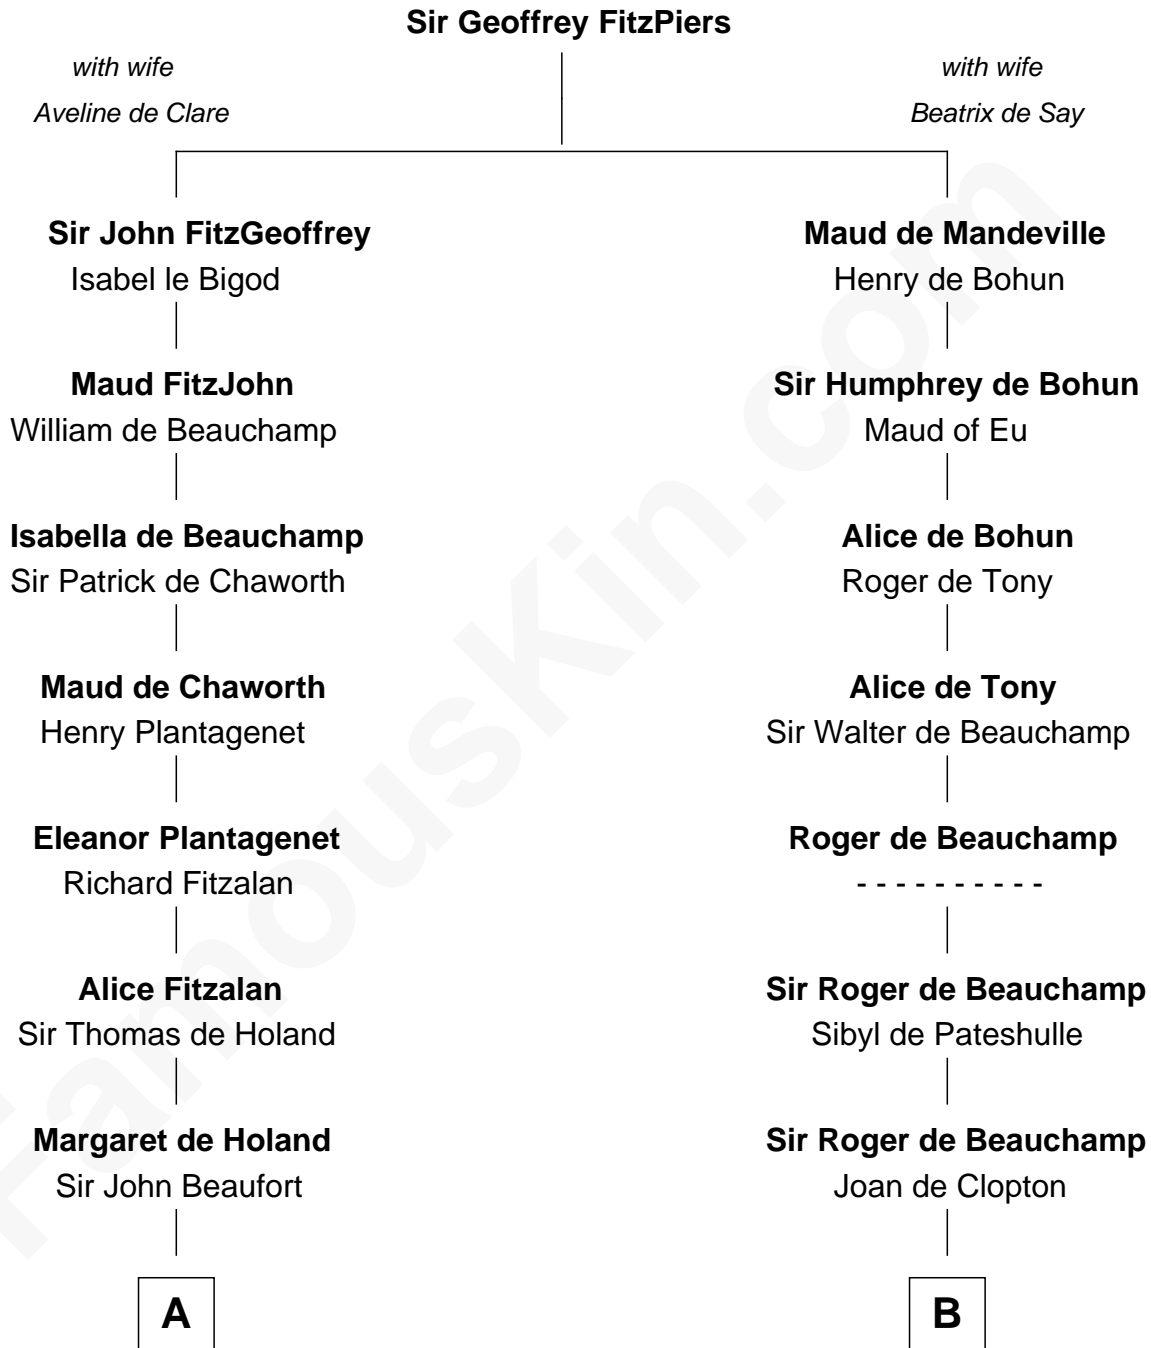 Sir Geoffrey FitzPiers
with wife
Aveline de Clare
with wife
Beatrix de Say
Sir John FitzGeoffrey
Isabel le Bigod
Maud de Mandeville
Henry de Bohun
Maud FitzJohn
William de Beauchamp
Sir Humphrey de Bohun
Maud of Eu
Isabella de Beauchamp
Sir Patrick de Chaworth
Alice de Bohun
Roger de Tony
Maud de Chaworth
Henry Plantagenet
Alice de Tony
Sir Walter de Beauchamp
Eleanor Plantagenet
Richard Fitzalan
Roger de Beauchamp
- - - - - - - - - -
Alice Fitzalan
Sir Thomas de Holand
Sir Roger de Beauchamp
Sibyl de Pateshulle
Margaret de Holand
Sir John Beaufort
Sir Roger de Beauchamp
Joan de Clopton
A
B
FamousKin.com